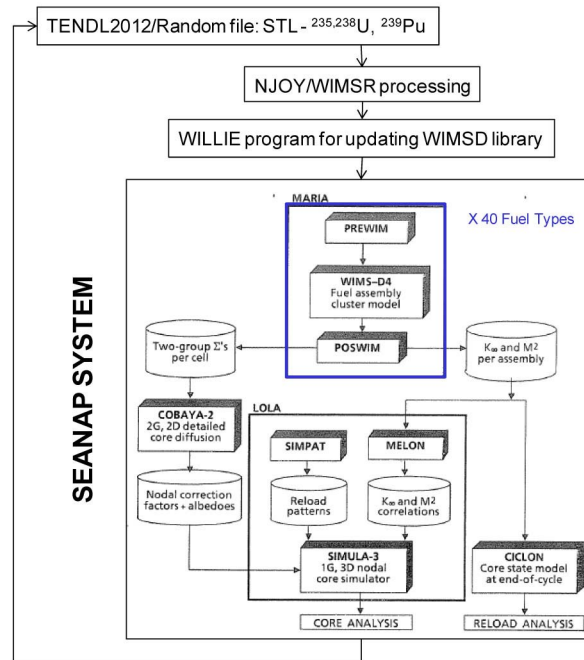 TENDL2012/Random file: STL - ²³⁵,²³⁸U, ²³⁹Pu
NJOY/WIMSR processing
WILLIE program for updating WIMSD library
SEANAP SYSTEM
MARIA
X 40 Fuel Types
PREWIM
WIMS–D4
Fuel assembly
cluster model
POSWIM
Two-group Σ's
per cell
K∞ and M²
per assembly
COBAYA-2
2G, 2D detailed
core diffusion
LOLA
SIMPAT
MELON
Nodal correction
factors + albedoes
Reload
patterns
K∞ and M²
correlations
SIMULA-3
1G, 3D nodal
core simulator
CICLON
Core state model
at end-of-cycle
CORE ANALYSIS
RELOAD ANALYSIS